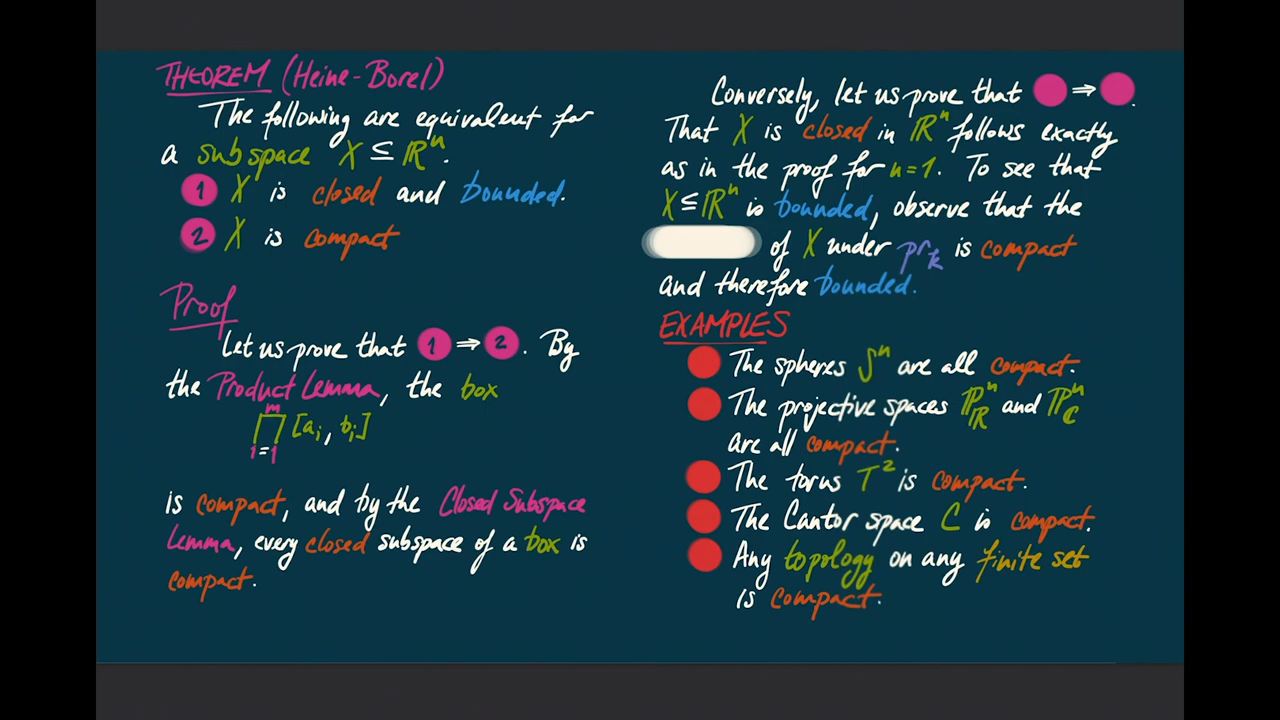 THEOREM (Heine-Borel)
The following are equivalent for
a subspace X ⊆ ℝⁿ.
1 X is closed and bounded.
2 X is compact
Proof
Let us prove that 1 ⇒ 2. By
the Product Lemma, the box
m
∏ [aᵢ, bᵢ]
i=1
is compact, and by the Closed Subspace
Lemma, every closed subspace of a box is
compact.
Conversely, let us prove that ⇒ .
That X is closed in ℝⁿ follows exactly
as in the proof for n=1. To see that
X ⊆ ℝⁿ is bounded, observe that the
of X under prₖ is compact
and therefore bounded.
EXAMPLES
The spheres Sⁿ are all compact.
The projective spaces ℙⁿ_ℝ and ℙⁿ_ℂ
are all compact.
The torus T² is compact.
The Cantor space C is compact.
Any topology on any finite set
is compact.